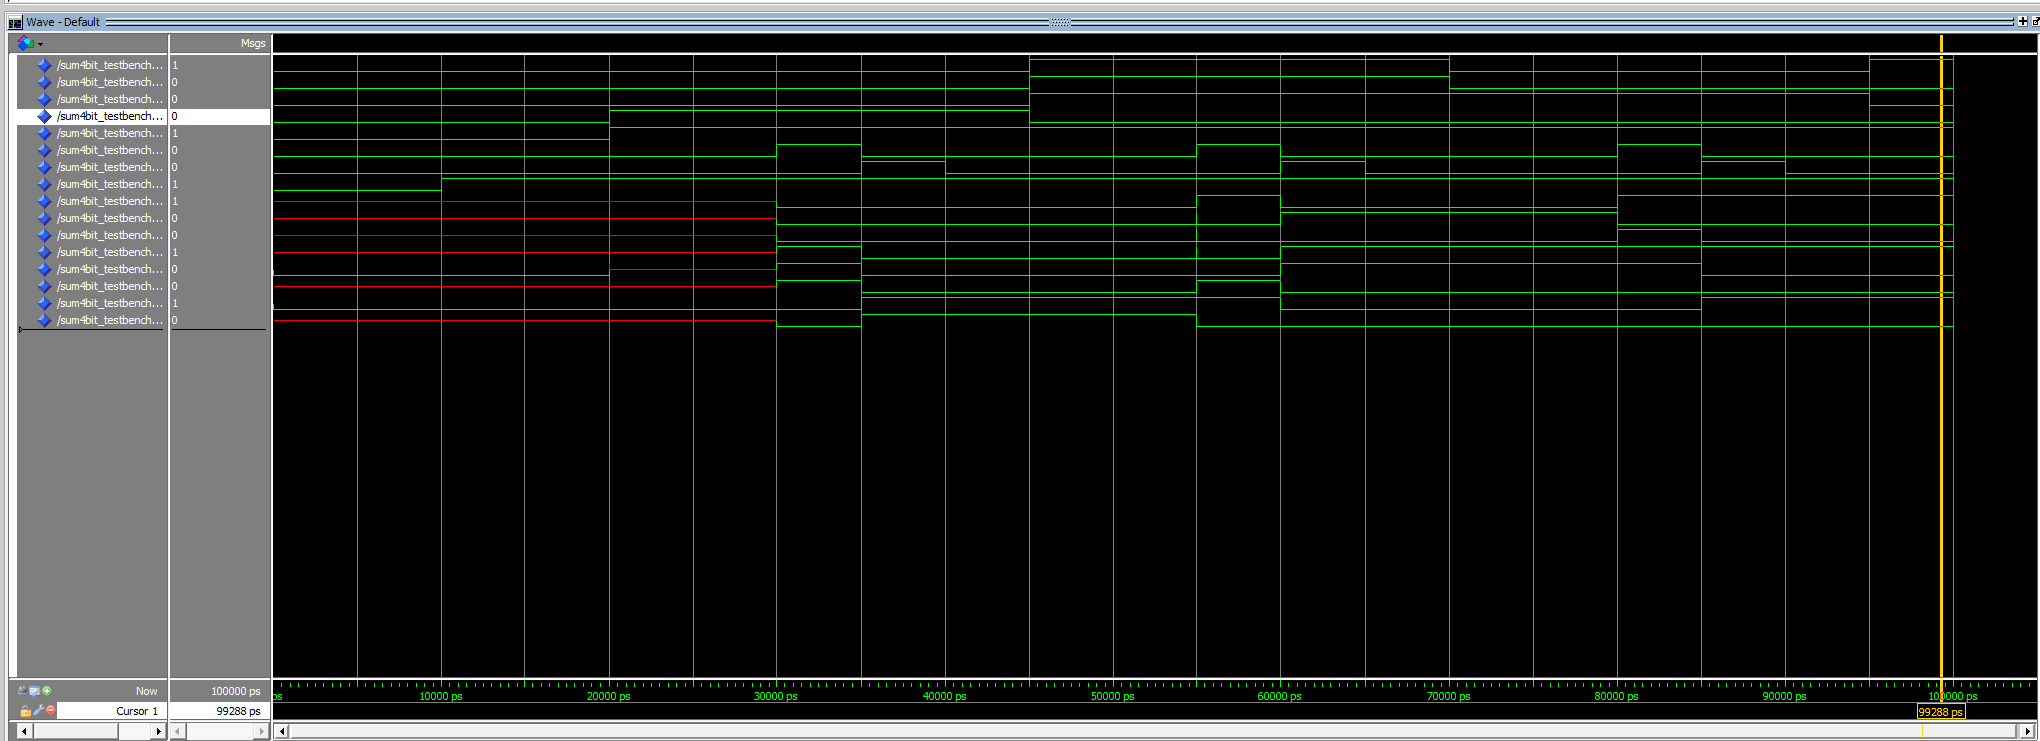 Wave - Default
Msgs
/sum4bit_testbench... 1
/sum4bit_testbench... 0
/sum4bit_testbench... 0
/sum4bit_testbench... 0
/sum4bit_testbench... 1
/sum4bit_testbench... 0
/sum4bit_testbench... 0
/sum4bit_testbench... 1
/sum4bit_testbench... 1
/sum4bit_testbench... 0
/sum4bit_testbench... 0
/sum4bit_testbench... 1
/sum4bit_testbench... 0
/sum4bit_testbench... 0
/sum4bit_testbench... 1
/sum4bit_testbench... 0
Now 100000 ps ps 10000 ps 20000 ps 30000 ps 40000 ps 50000 ps 60000 ps 70000 ps 80000 ps 90000 ps 100000 ps
Cursor 1 99288 ps 99288 ps